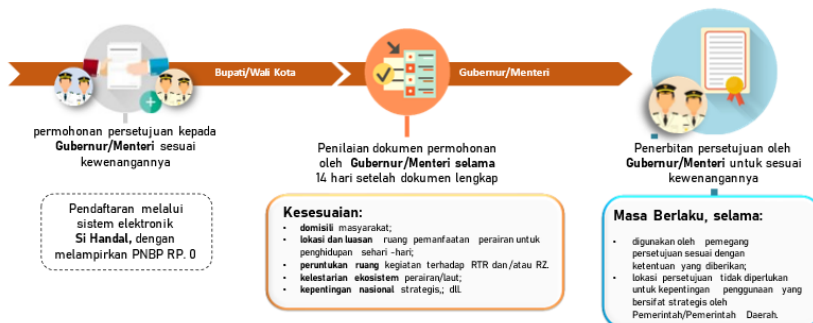 Bupati/Wali Kota
Gubernur/Menteri
permohonan persetujuan kepada
Gubernur/Menteri sesuai
kewenangannya
Pendaftaran melalui
sistem elektronik
Si Handal, dengan
melampirkan PNBP RP. 0
Penilaian dokumen permohonan
oleh Gubernur/Menteri selama
14 hari setelah dokumen lengkap
Kesesuaian:
• domisili masyarakat;
• lokasi dan luasan ruang pemanfaatan perairan untuk
penghidupan sehari -hari;
• peruntukan ruang kegiatan terhadap RTR dan/atau RZ.
• kelestarian ekosistem perairan/laut;
• kepentingan nasional strategis,; dll.
Penerbitan persetujuan oleh
Gubernur/Menteri untuk sesuai
kewenangannya
Masa Berlaku, selama:
• digunakan oleh pemegang
persetujuan sesuai dengan
ketentuan yang diberikan;
• lokasi persetujuan tidak diperlukan
untuk kepentingan penggunaan yang
bersifat strategis oleh
Pemerintah/Pemerintah Daerah.